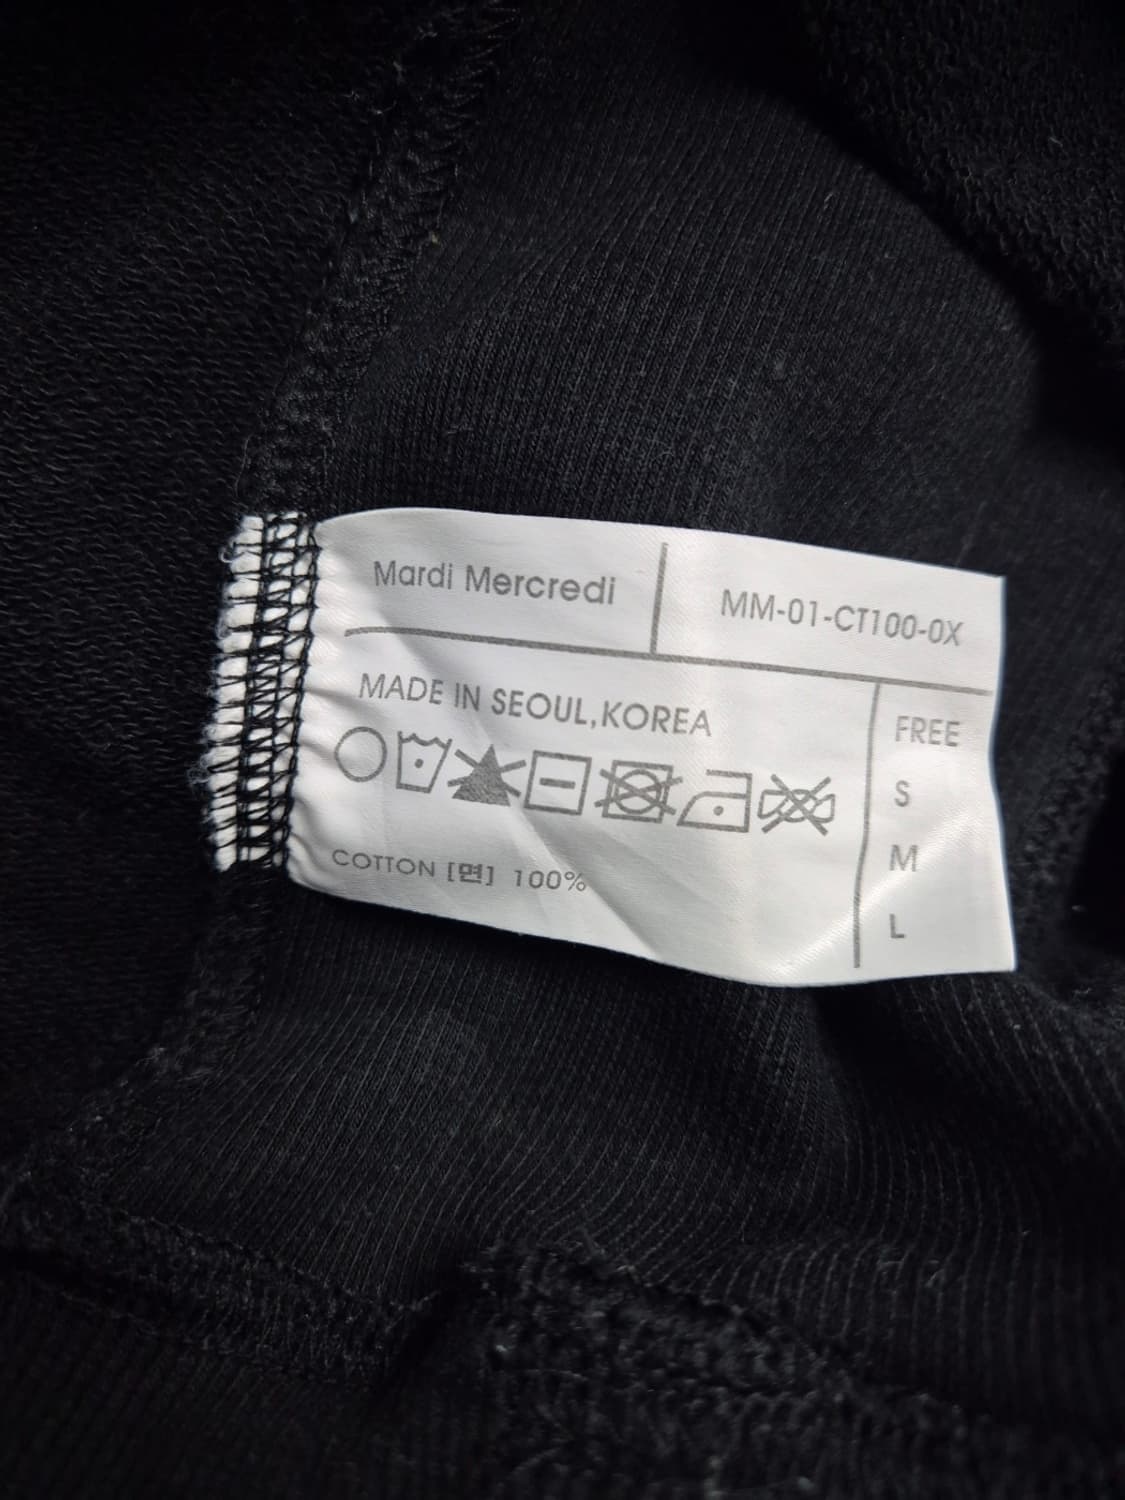 Mardi Mercredi
MM-01-CT100-0X
MADE IN SEOUL,KOREA
FREE
S
M
L
COTTON [면] 100%